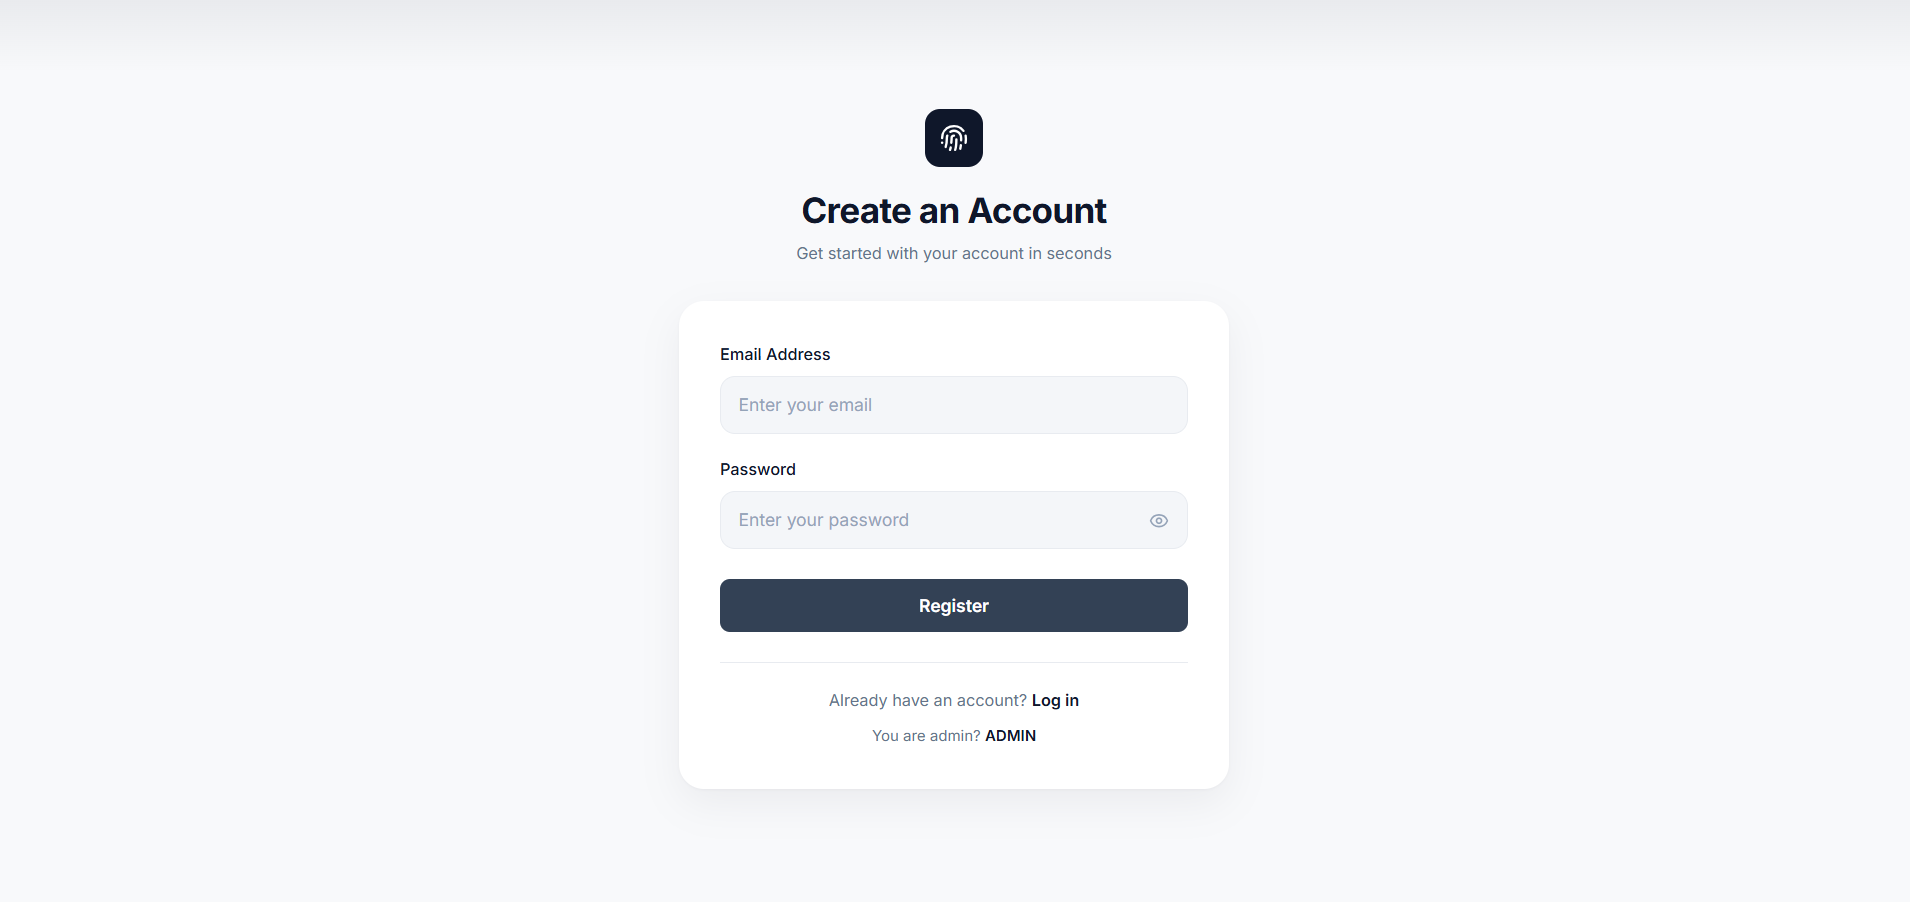 Create an Account
Get started with your account in seconds
Email Address
Enter your email
Password
Enter your password
Register
Already have an account? Log in
You are admin? ADMIN